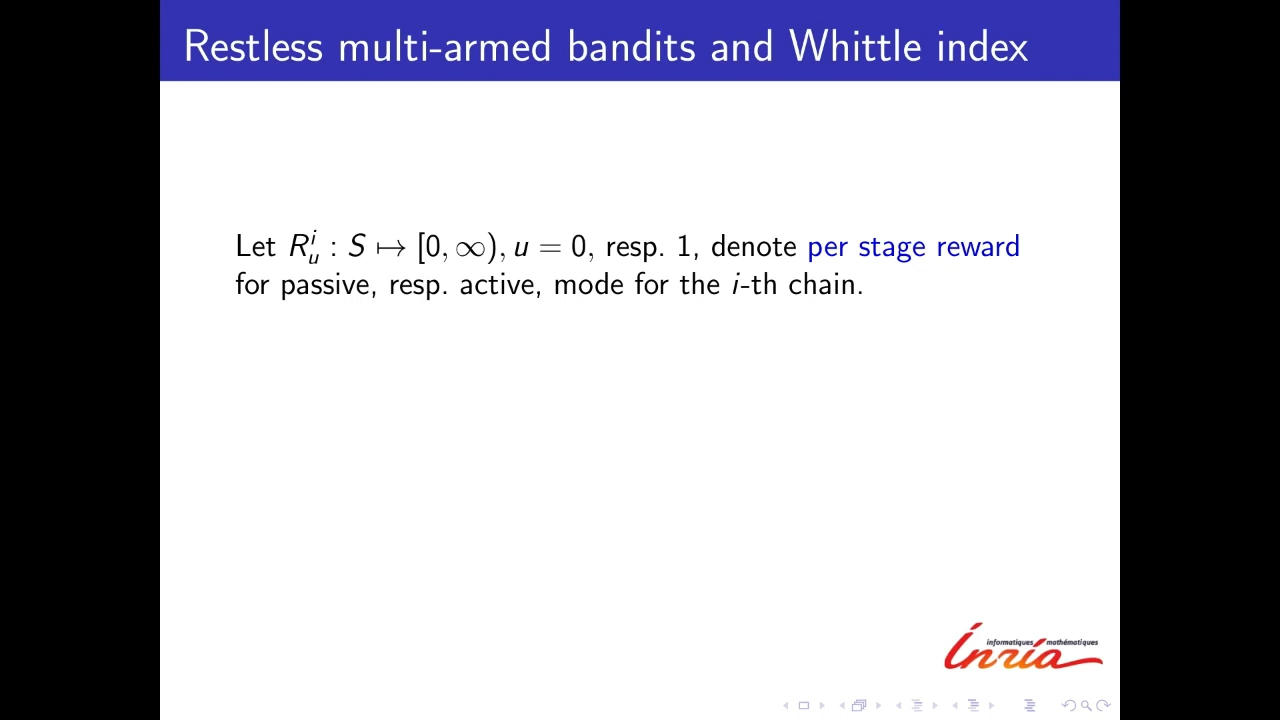 Restless multi-armed bandits and Whittle index
Let $R^i_u : S \mapsto [0, \infty), u = 0$, resp. 1, denote per stage reward
for passive, resp. active, mode for the $i$-th chain.
informatiques mathématiques
Inria